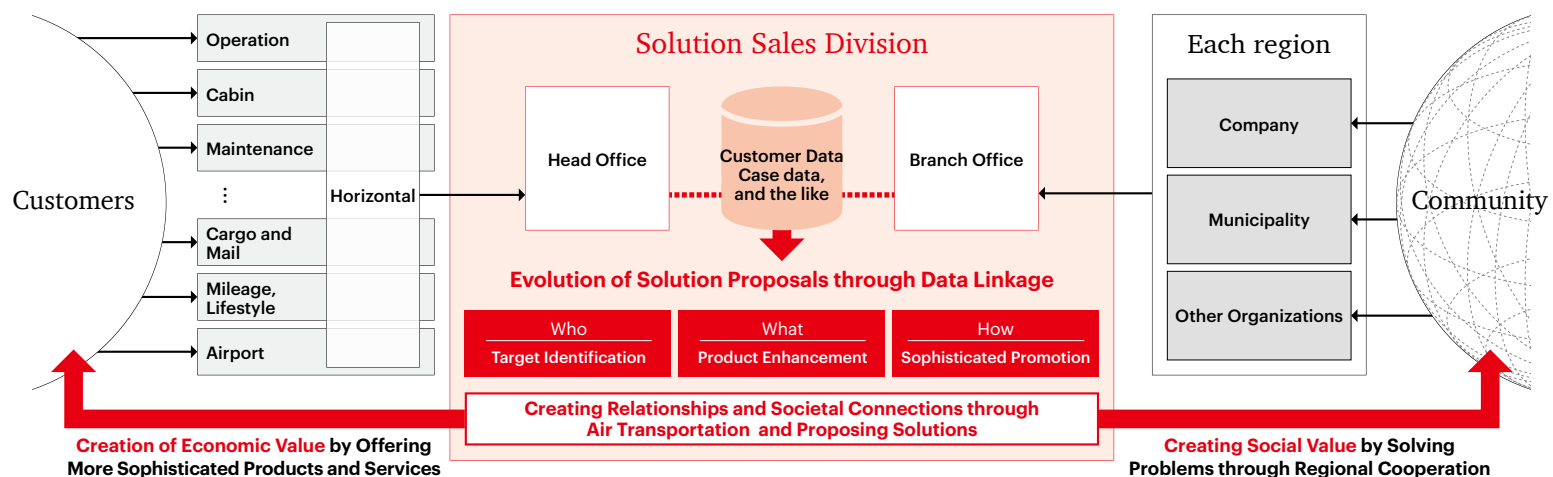 Customers
Operation
Cabin
Maintenance
⋮
Cargo and
Mail
Mileage,
Lifestyle
Airport
Horizontal
Solution Sales Division
Head Office
Customer Data
Case data,
and the like
Branch Office
Evolution of Solution Proposals through Data Linkage
Who
Target Identification
What
Product Enhancement
How
Sophisticated Promotion
Creating Relationships and Societal Connections through
Air Transportation and Proposing Solutions
Each region
Company
Municipality
Other Organizations
Community
Creation of Economic Value by Offering
More Sophisticated Products and Services
Creating Social Value by Solving
Problems through Regional Cooperation